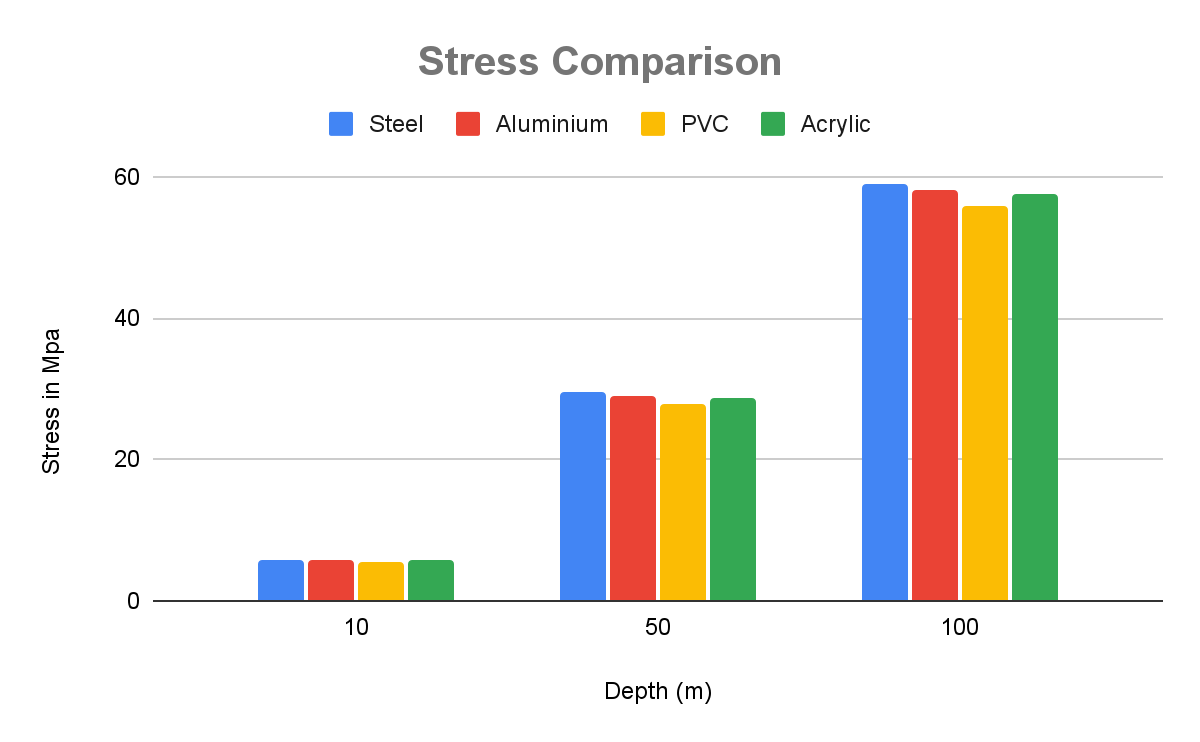 Stress Comparison
Steel Aluminium PVC Acrylic
60
40
20
0
Stress in Mpa
10 50 100
Depth (m)